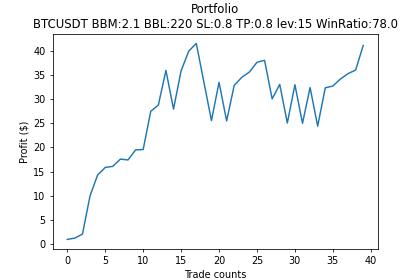 Portfolio
BTCUSDT BBM:2.1 BBL:220 SL:0.8 TP:0.8 lev:15 WinRatio:78.0
Profit ($)
40
35
30
25
20
15
10
5
0
0 5 10 15 20 25 30 35 40
Trade counts